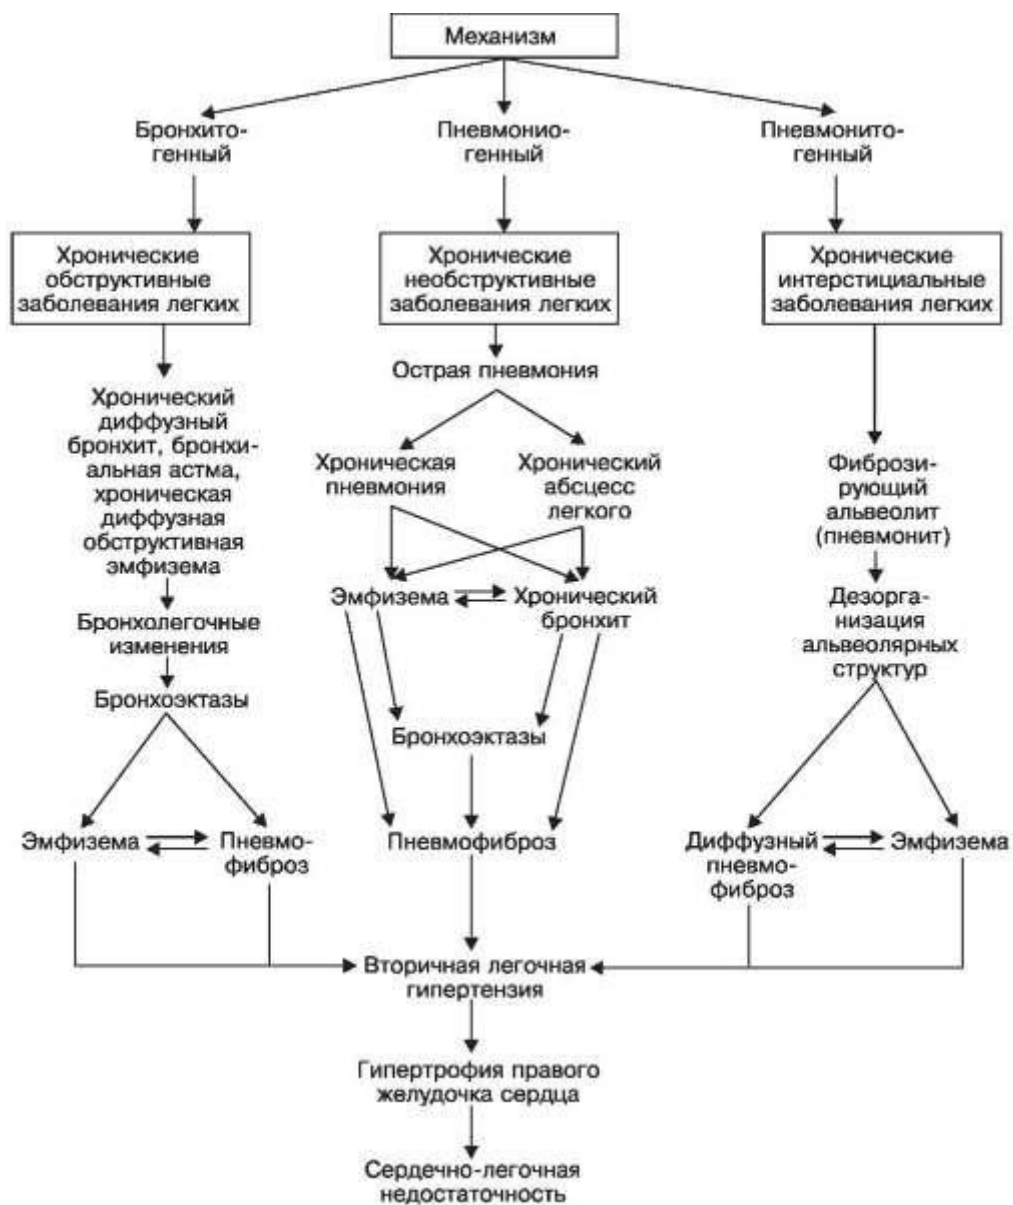 Механизм
Бронхито-
генный
Пневмонио-
генный
Пневмонито-
генный
Хронические
обструктивные
заболевания легких
Хронические
необструктивные
заболевания легких
Хронические
интерстициальные
заболевания легких
Хронический
диффузный
бронхит, бронхи-
альная астма,
хроническая
диффузная
обструктивная
эмфизема
Бронхолегочные
изменения
Бронхоэктазы
Эмфизема
Пневмо-
фиброз
Острая пневмония
Хроническая
пневмония
Хронический
абсцесс
легкого
Эмфизема
Хронический
бронхит
Бронхоэктазы
Пневмофиброз
Фибрози-
рующий
альвеолит
(пневмонит)
Дезорга-
низация
альвеолярных
структур
Диффузный
пневмо-
фиброз
Эмфизема
Вторичная легочная
гипертензия
Гипертрофия правого
желудочка сердца
Сердечно-легочная
недостаточность